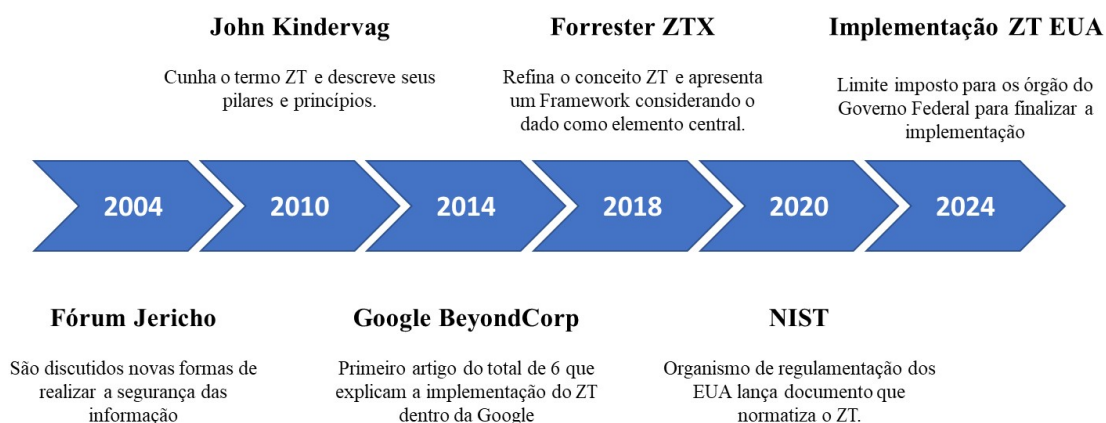 John Kindervag
Cunha o termo ZT e descreve seus
pilares e princípios.
Forrester ZTX
Refina o conceito ZT e apresenta
um Framework considerando o
dado como elemento central.
Implementação ZT EUA
Limite imposto para os órgão do
Governo Federal para finalizar a
implementação
2004
2010
2014
2018
2020
2024
Fórum Jericho
São discutidos novas formas de
realizar a segurança das
informação
Google BeyondCorp
Primeiro artigo do total de 6 que
explicam a implementação do ZT
dentro da Google
NIST
Organismo de regulamentação dos
EUA lança documento que
normatiza o ZT.